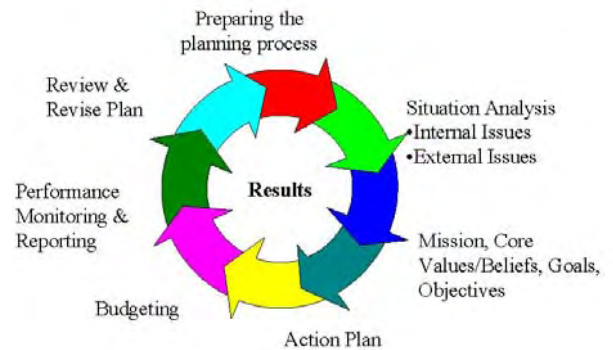 Preparing the
planning process
Situation Analysis
•Internal Issues
•External Issues
Mission, Core
Values/Beliefs, Goals,
Objectives
Action Plan
Budgeting
Performance
Monitoring &
Reporting
Review &
Revise Plan
Results